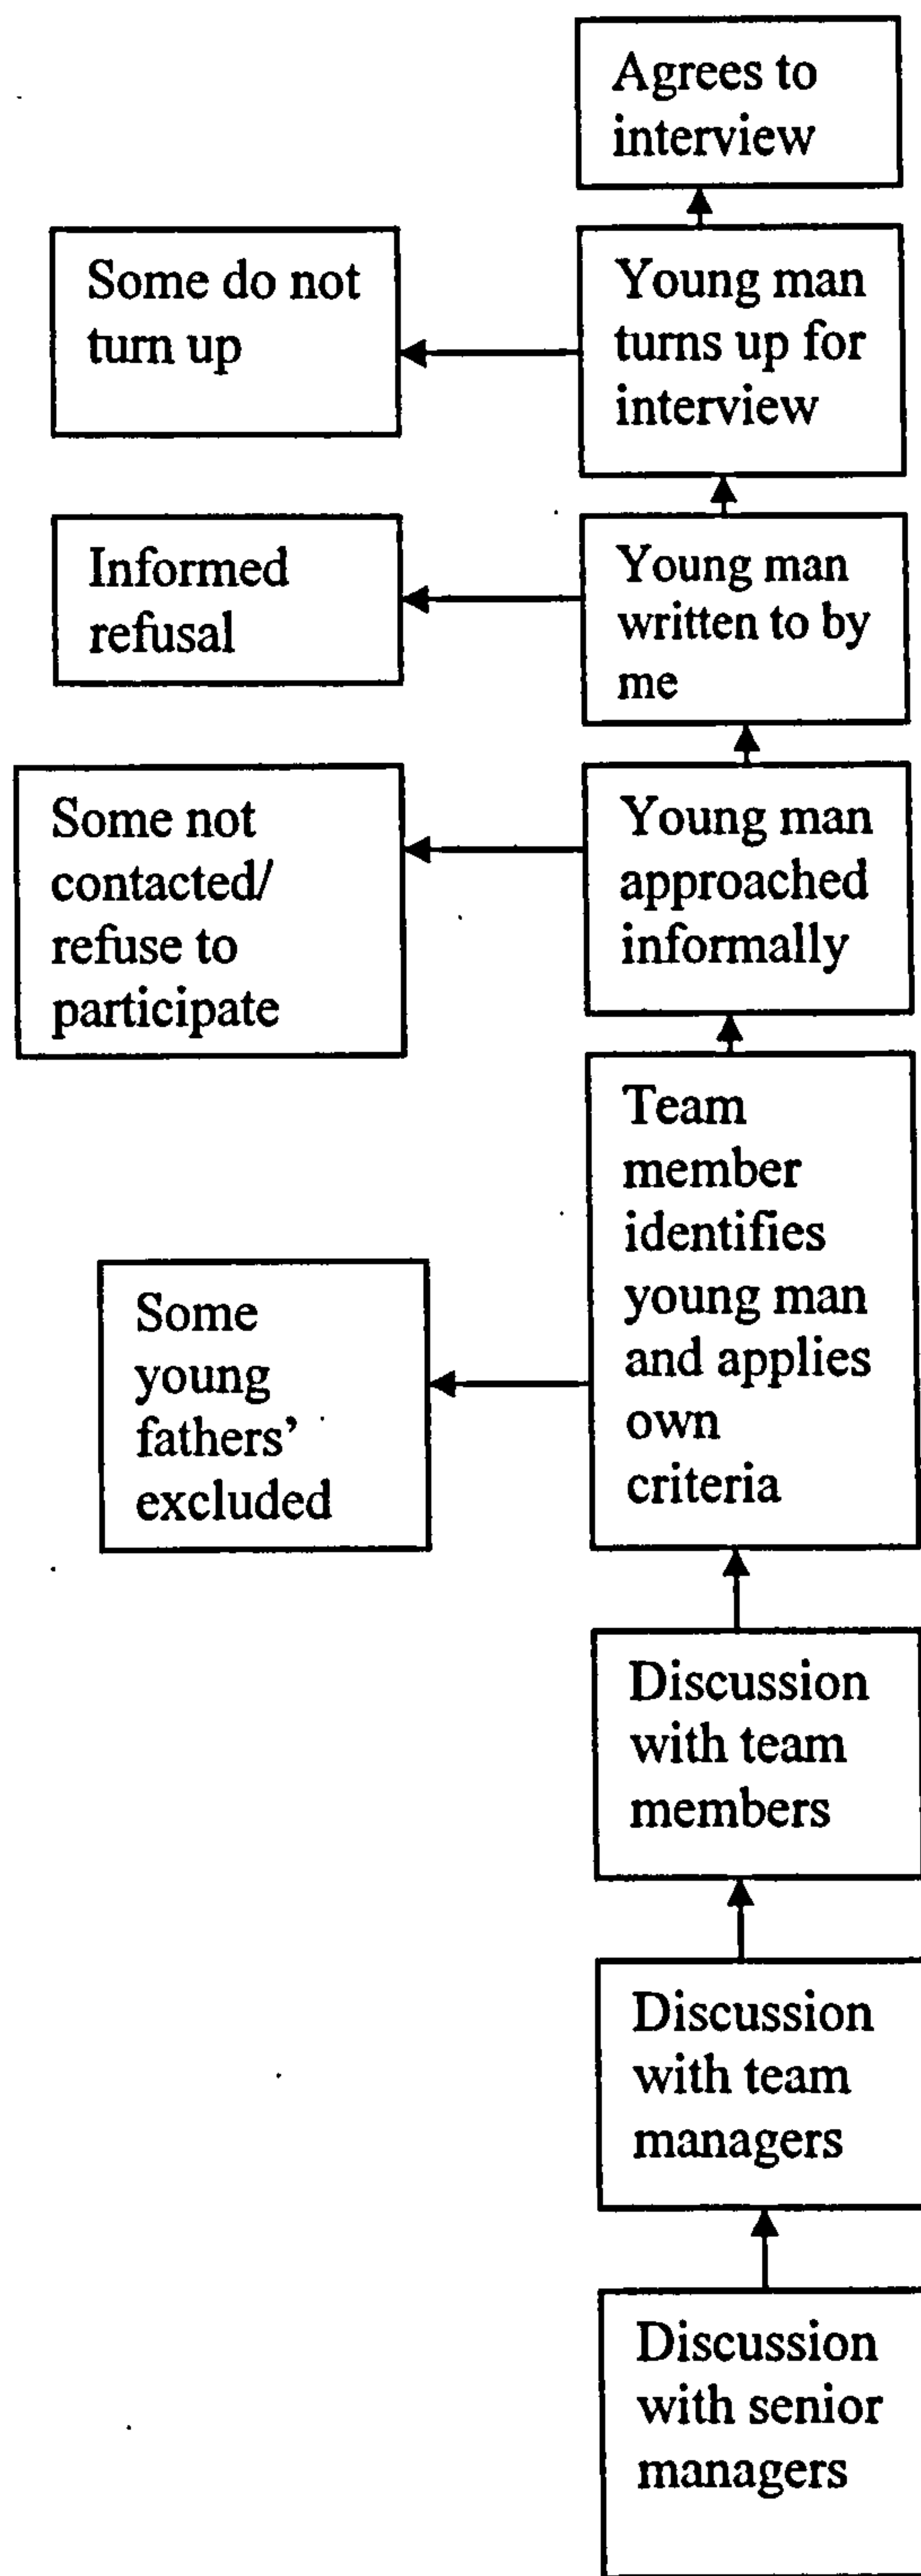 Agrees to
interview
Some do not
turn up
Young man
turns up for
interview
Informed
refusal
Young man
written to by
me
Some not
contacted/
refuse to
participate
Young man
approached
informally
Team
member
identifies
young man
and applies
own
criteria
Some
young
fathers’
excluded
Discussion
with team
members
Discussion
with team
managers
Discussion
with senior
managers